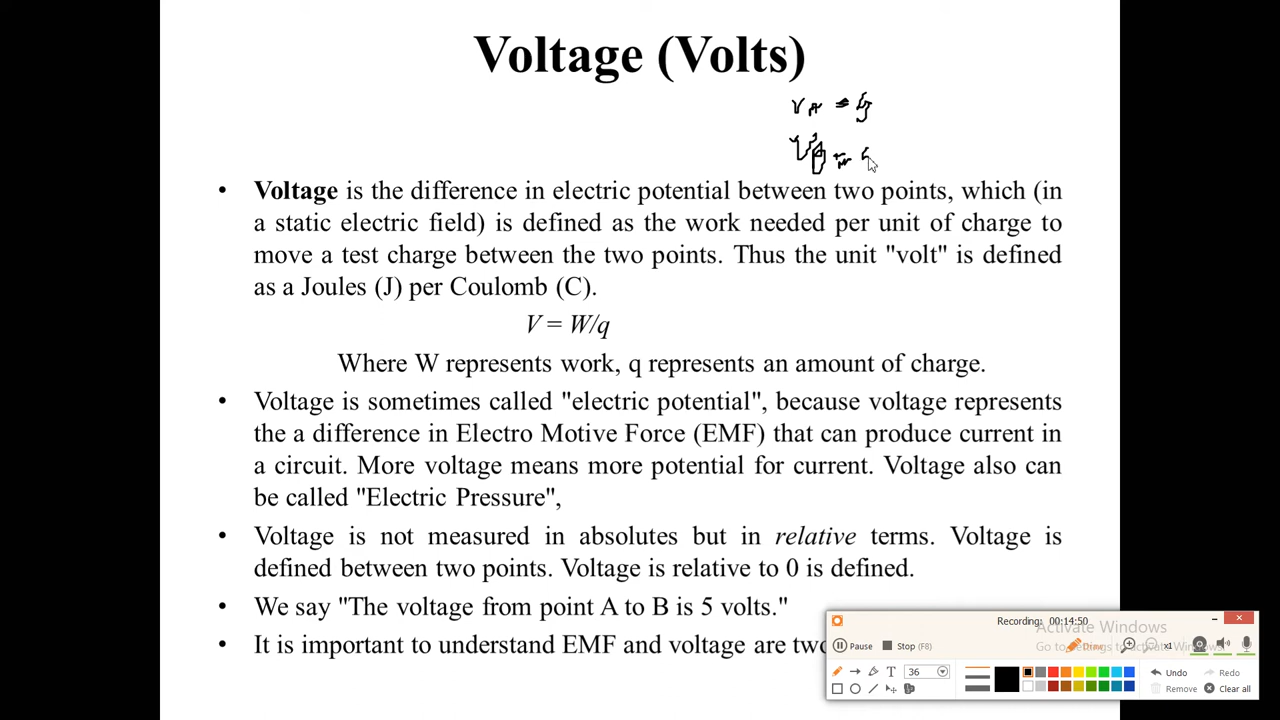 Voltage (Volts)
• Voltage is the difference in electric potential between two points, which (in
a static electric field) is defined as the work needed per unit of charge to
move a test charge between the two points. Thus the unit "volt" is defined
as a Joules (J) per Coulomb (C).
V = W/q
Where W represents work, q represents an amount of charge.
• Voltage is sometimes called "electric potential", because voltage represents
the a difference in Electro Motive Force (EMF) that can produce current in
a circuit. More voltage means more potential for current. Voltage also can
be called "Electric Pressure",
• Voltage is not measured in absolutes but in relative terms. Voltage is
defined between two points. Voltage is relative to 0 is defined.
• We say "The voltage from point A to B is 5 volts."
• It is important to understand EMF and voltage are two
Recording: 00:14:50
Activate Windows
Pause Stop (F8) Draw x1
T 36 Undo Redo
Remove Clear all